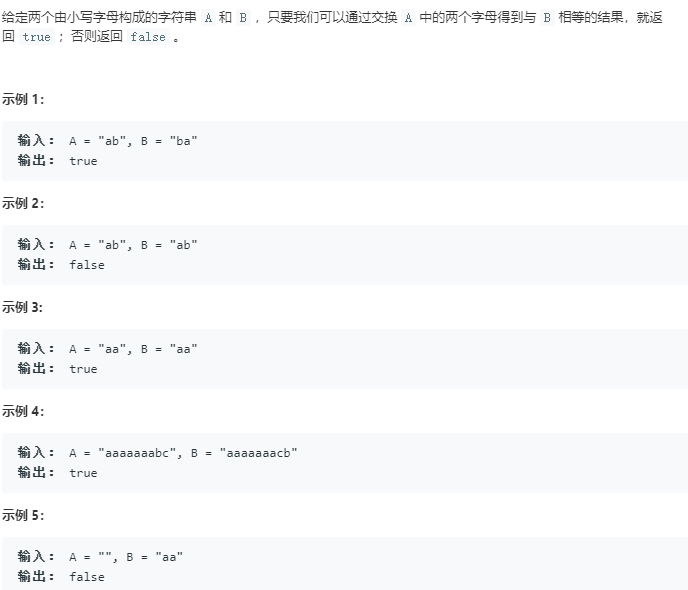 给定两个由小写字母构成的字符串 A 和 B ，只要我们可以通过交换 A 中的两个字母得到与 B 相等的结果，就返
回 true ；否则返回 false 。
示例 1：
输入： A = "ab", B = "ba"
输出： true
示例 2：
输入： A = "ab", B = "ab"
输出： false
示例 3:
输入： A = "aa", B = "aa"
输出： true
示例 4：
输入： A = "aaaaaaabc", B = "aaaaaaacb"
输出： true
示例 5：
输入： A = "", B = "aa"
输出： false